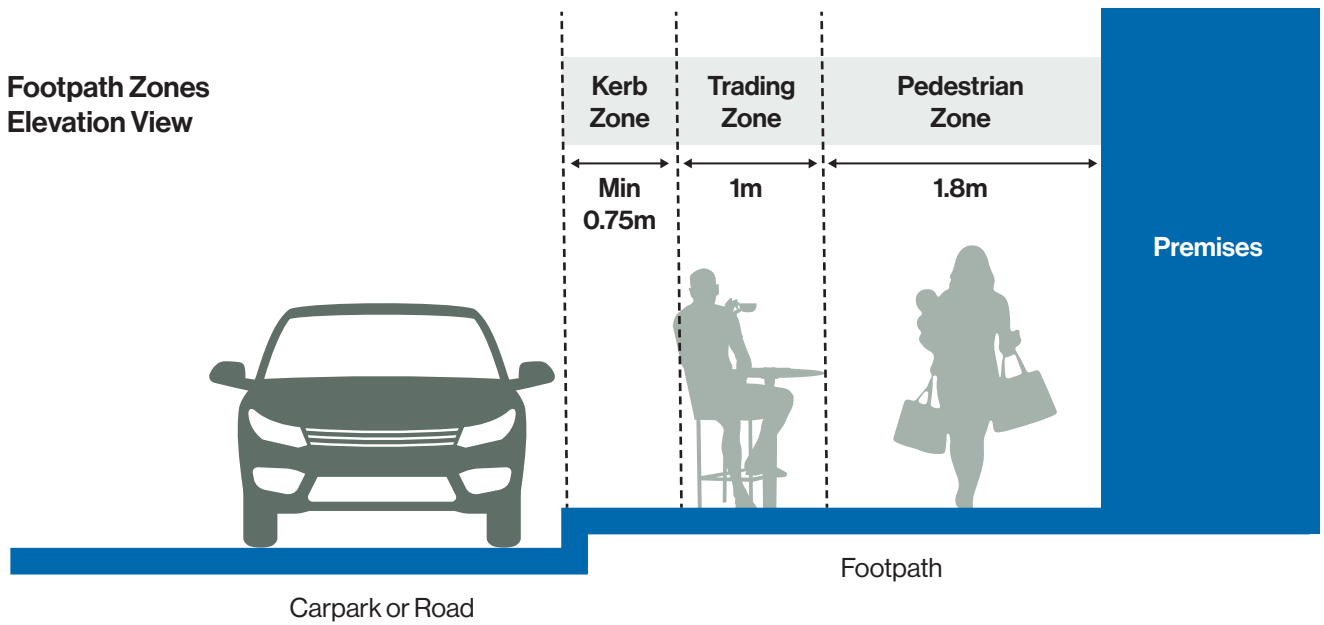 Footpath Zones
Elevation View
Kerb
Zone
Trading
Zone
Pedestrian
Zone
Min
0.75m
1m
1.8m
Premises
Footpath
Carpark or Road